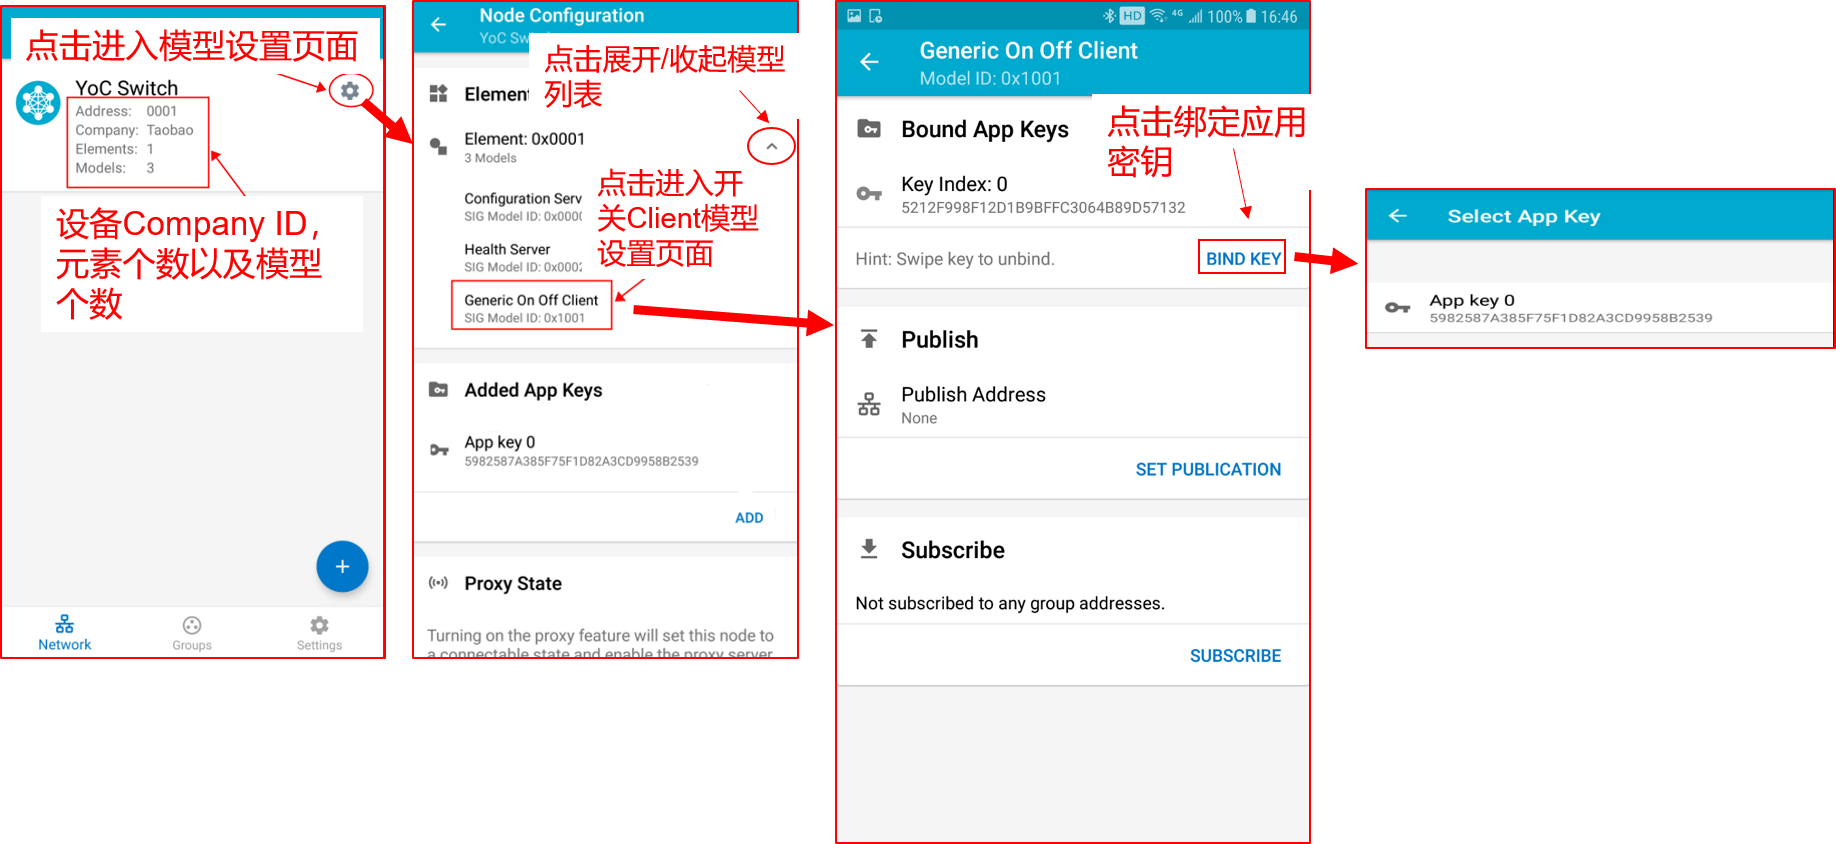 点击进入模型设置页面
YoC Switch
Address: 0001
Company: Taobao
Elements: 1
Models: 3
设备Company ID,
元素个数以及模型
个数
Network
Groups
Settings
Node Configuration
YoC Sw
点击展开/收起模型
列表
Element
Element: 0x0001
3 Models
Configuration Serv
SIG Model ID: 0x000
Health Server
SIG Model ID: 0x000
点击进入开
关Client模型
设置页面
Generic On Off Client
SIG Model ID: 0x1001
Added App Keys
App key 0
5982587A385F75F1D82A3CD9958B2539
ADD
Proxy State
Turning on the proxy feature will set this node to
a connectable state and enable the proxy server
HD 4G 100% 16:46
Generic On Off Client
Model ID: 0x1001
点击绑定应用
密钥
Bound App Keys
Key Index: 0
5212F998F12D1B9BFFC3064B89D57132
Hint: Swipe key to unbind.
BIND KEY
Publish
Publish Address
None
SET PUBLICATION
Subscribe
Not subscribed to any group addresses.
SUBSCRIBE
Select App Key
App key 0
5982587A385F75F1D82A3CD9958B2539